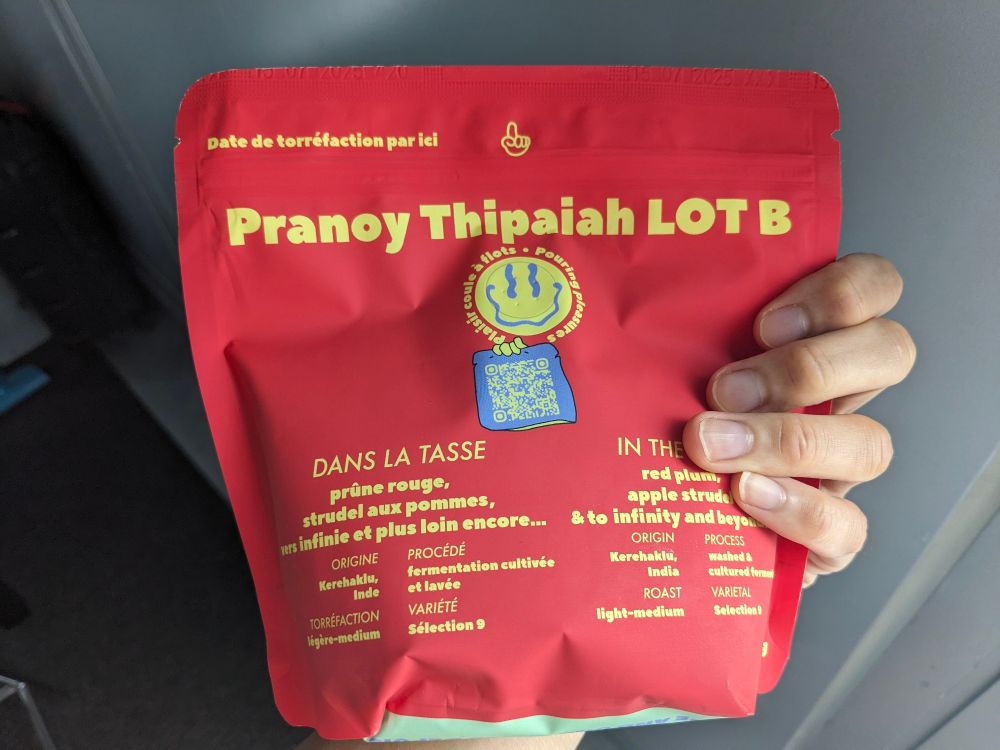 15 07 2025
Date de torréfaction par ici
Pranoy Thipaiah LOT B
Plaisir coule à flots • Pouring pleasures
DANS LA TASSE
prûne rouge,
strudel aux pommes,
vers infinie et plus loin encore...
ORIGINE
Kerehaklu,
Inde
PROCÉDÉ
fermentation cultivée
et lavée
TORRÉFACTION
légère-medium
VARIÉTÉ
Sélection 9
IN THE
red plum,
apple
& to infinity and
ORIGIN
Kerehaklu,
India
PROCESS
washed &
cultured
ROAST
light-medium
VARIETAL
Selection 9